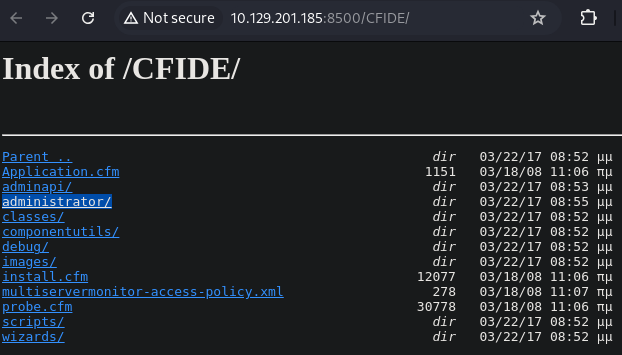 Not secure 10.129.201.185:8500/CFIDE/
Index of /CFIDE/
Parent .. dir 03/22/17 08:52 μμ
Application.cfm 1151 03/18/08 11:06 πμ
adminapi/ dir 03/22/17 08:53 μμ
administrator/ dir 03/22/17 08:55 μμ
classes/ dir 03/22/17 08:52 μμ
componentutils/ dir 03/22/17 08:52 μμ
debug/ dir 03/22/17 08:52 μμ
images/ dir 03/22/17 08:52 μμ
install.cfm 12077 03/18/08 11:06 πμ
multiservermonitor-access-policy.xml 278 03/18/08 11:07 πμ
probe.cfm 30778 03/18/08 11:06 πμ
scripts/ dir 03/22/17 08:52 μμ
wizards/ dir 03/22/17 08:52 μμ